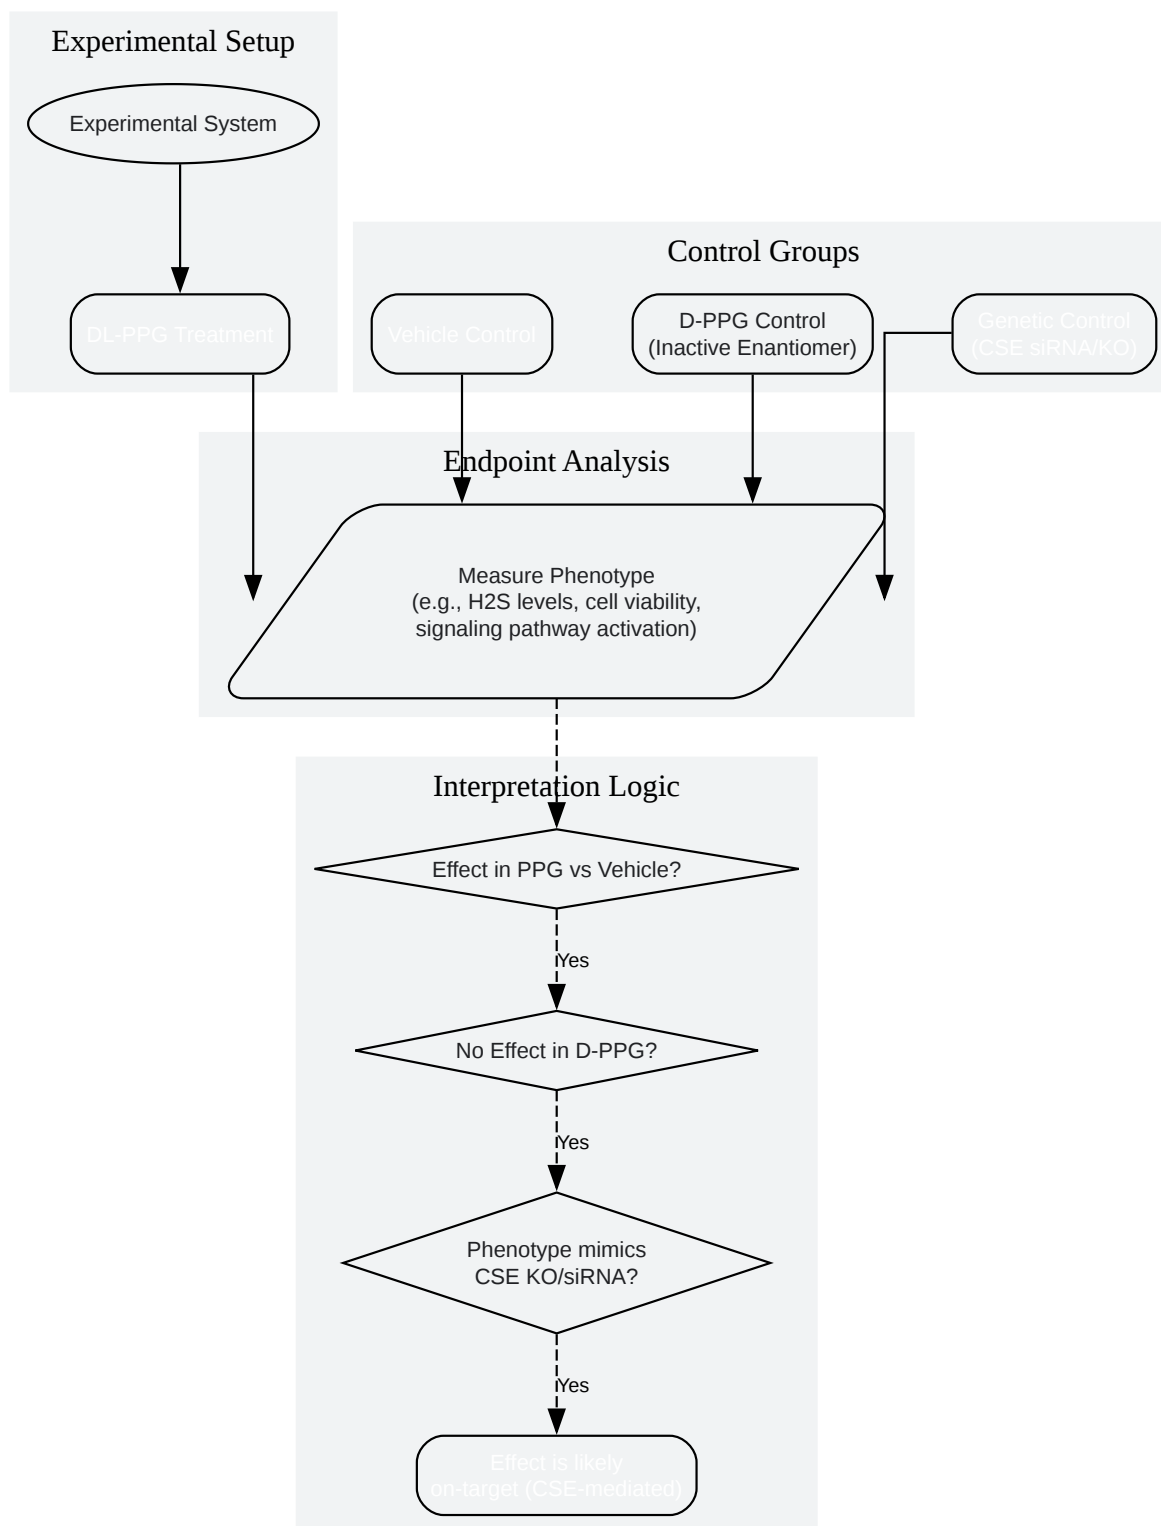 Experimental Setup
Experimental System
Control Groups
DL-PPG Treatment
Vehicle Control
D-PPG Control
(Inactive Enantiomer)
Genetic Control
(CSE siRNA/KO)
Endpoint Analysis
Measure Phenotype
(e.g., H2S levels, cell viability,
signaling pathway activation)
Interpretation Logic
Effect in PPG vs Vehicle?
Yes
No Effect in D-PPG?
Yes
Phenotype mimics
CSE KO/siRNA?
Yes
Effect is likely
on-target (CSE-mediated)